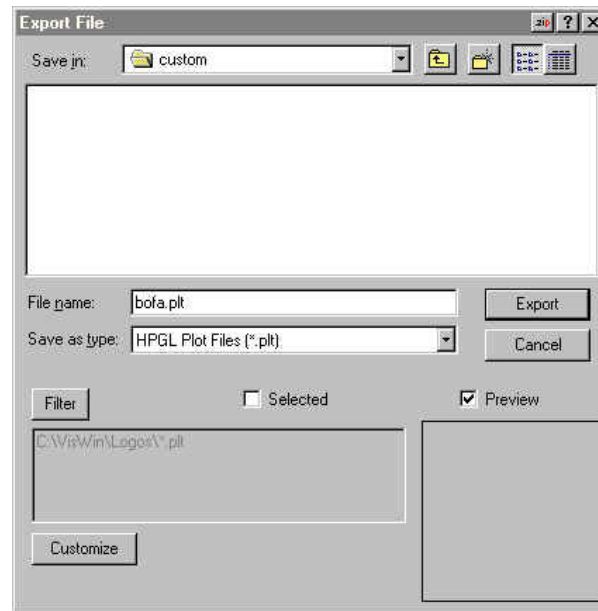 Export File
zip ? X
Save in: custom
File name: bofa.plt Export
Save as type: HPGL Plot Files (*.plt) Cancel
Filter Selected Preview
C:\VisWin\Logos\*.plt
Customize